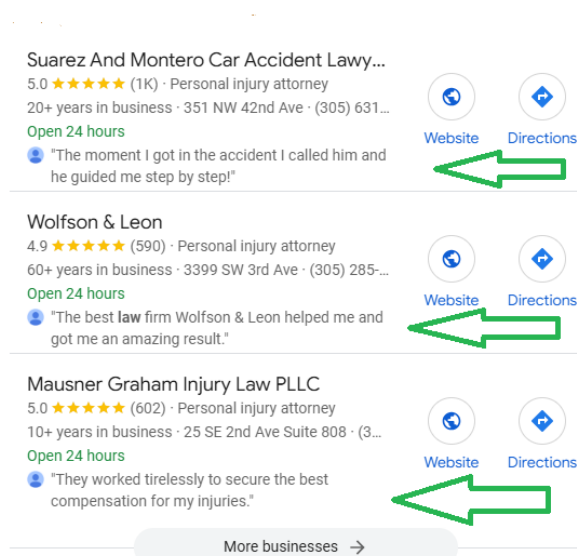 Suarez And Montero Car Accident Lawy...
5.0 ★★★★★ (1K) · Personal injury attorney
20+ years in business · 351 NW 42nd Ave · (305) 631...
Open 24 hours
Website
Directions
"The moment I got in the accident I called him and
he guided me step by step!"
Wolfson & Leon
4.9 ★★★★★ (590) · Personal injury attorney
60+ years in business · 3399 SW 3rd Ave · (305) 285-...
Open 24 hours
Website
Directions
"The best law firm Wolfson & Leon helped me and
got me an amazing result."
Mausner Graham Injury Law PLLC
5.0 ★★★★★ (602) · Personal injury attorney
10+ years in business · 25 SE 2nd Ave Suite 808 · (3...
Open 24 hours
Website
Directions
"They worked tirelessly to secure the best
compensation for my injuries."
More businesses →